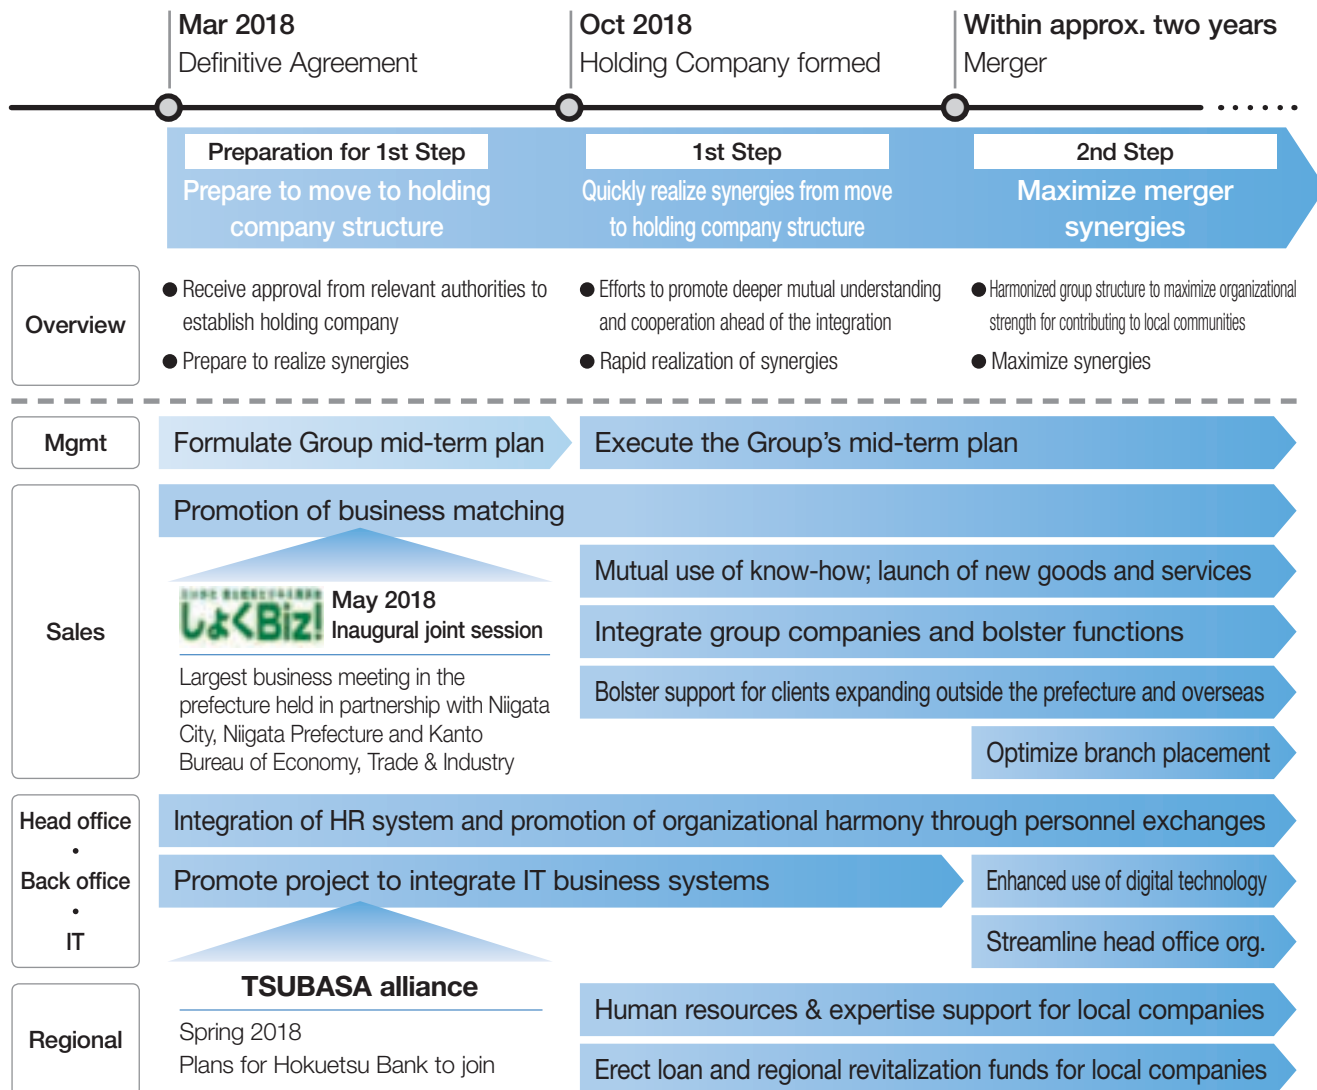 Mar 2018
Definitive Agreement
Oct 2018
Holding Company formed
Within approx. two years
Merger
Preparation for 1st Step
Prepare to move to holding
company structure
1st Step
Quickly realize synergies from move
to holding company structure
2nd Step
Maximize merger
synergies
Overview
● Receive approval from relevant authorities to
establish holding company
● Prepare to realize synergies
● Efforts to promote deeper mutual understanding
and cooperation ahead of the integration
● Rapid realization of synergies
● Harmonized group structure to maximize organizational
strength for contributing to local communities
● Maximize synergies
Mgmt
Formulate Group mid-term plan
Execute the Group's mid-term plan
Sales
Promotion of business matching
しょくBiz!
May 2018
Inaugural joint session
Largest business meeting in the
prefecture held in partnership with Niigata
City, Niigata Prefecture and Kanto
Bureau of Economy, Trade & Industry
Mutual use of know-how; launch of new goods and services
Integrate group companies and bolster functions
Bolster support for clients expanding outside the prefecture and overseas
Optimize branch placement
Head office
•
Back office
•
IT
Integration of HR system and promotion of organizational harmony through personnel exchanges
Promote project to integrate IT business systems
Enhanced use of digital technology
Streamline head office org.
TSUBASA alliance
Spring 2018
Plans for Hokuetsu Bank to join
Regional
Human resources & expertise support for local companies
Erect loan and regional revitalization funds for local companies